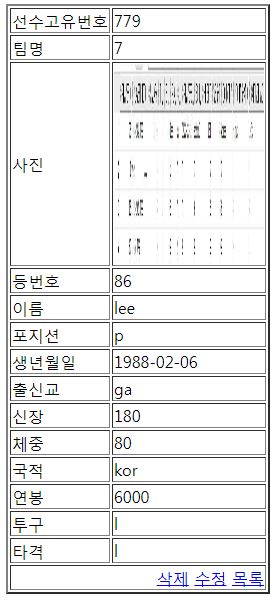 선수고유번호 779
팀명 7
사진
등번호 86
이름 lee
포지션 p
생년월일 1988-02-06
출신교 ga
신장 180
체중 80
국적 kor
연봉 6000
투구 l
타격 l
삭제 수정 목록